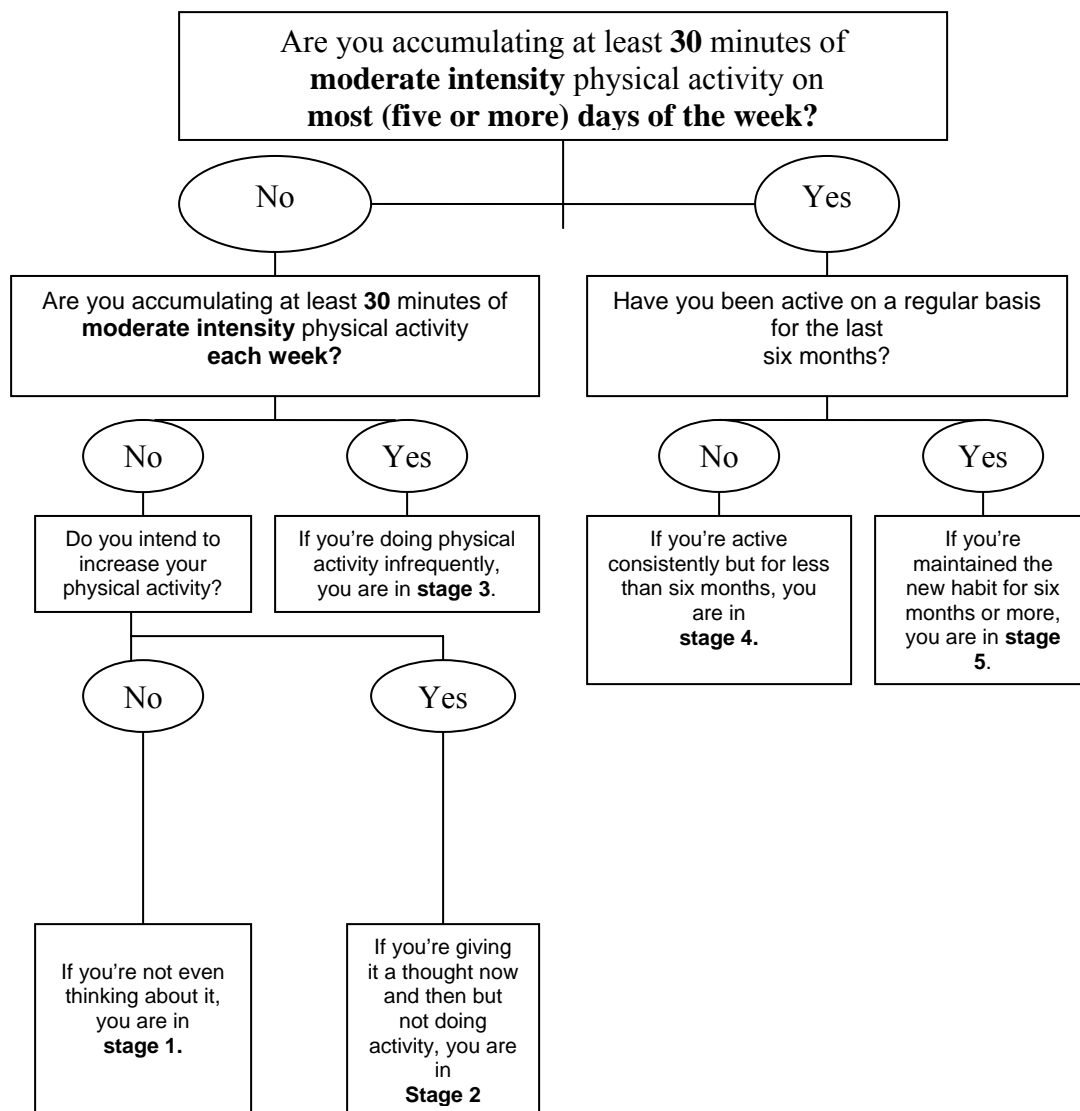 Are you accumulating at least 30 minutes of
moderate intensity physical activity on
most (five or more) days of the week?
No
Yes
Are you accumulating at least 30 minutes of
moderate intensity physical activity
each week?
Have you been active on a regular basis
for the last
six months?
No
Yes
No
Yes
Do you intend to
increase your
physical activity?
If you're doing physical
activity infrequently,
you are in stage 3.
If you're active
consistently but for less
than six months, you
are in
stage 4.
If you're
maintained the
new habit for six
months or more,
you are in stage
5.
No
Yes
If you're not even
thinking about it,
you are in
stage 1.
If you're giving
it a thought now
and then but
not doing
activity, you are
in
Stage 2